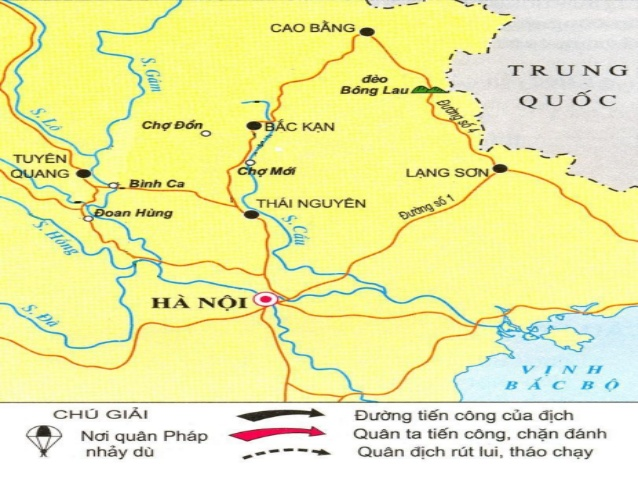 CAO BẰNG
TRUNG
QUỐC
đèo
Bông Lau
Đường số 4
S. Gâm
S. Lô
Chợ Đồn
BẮC KẠN
Chợ Mới
TUYÊN
QUANG
Bình Ca
LẠNG SƠN
Đoan Hùng
THÁI NGUYÊN
Đường số 1
S. Cầu
S. Hồng
S. Đà
HÀ NỘI
VỊNH
BẮC BỘ
CHÚ GIẢI
Nơi quân Pháp
nhảy dù
Đường tiến công của địch
Quân ta tiến công, chặn đánh
Quân địch rút lui, tháo chạy